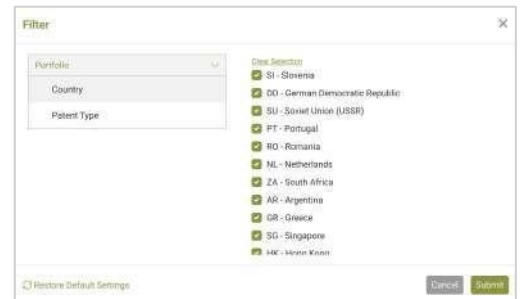 Filter
Portfolio
Country
Patent Type
Clear Selection
SI - Slovenia
DD - German Democratic Republic
SU - Soviet Union (USSR)
PT - Portugal
RO - Romania
NL - Netherlands
ZA - South Africa
AR - Argentina
GR - Greece
SG - Singapore
HK - Hong Kong
Restore Default Settings
Cancel
Submit